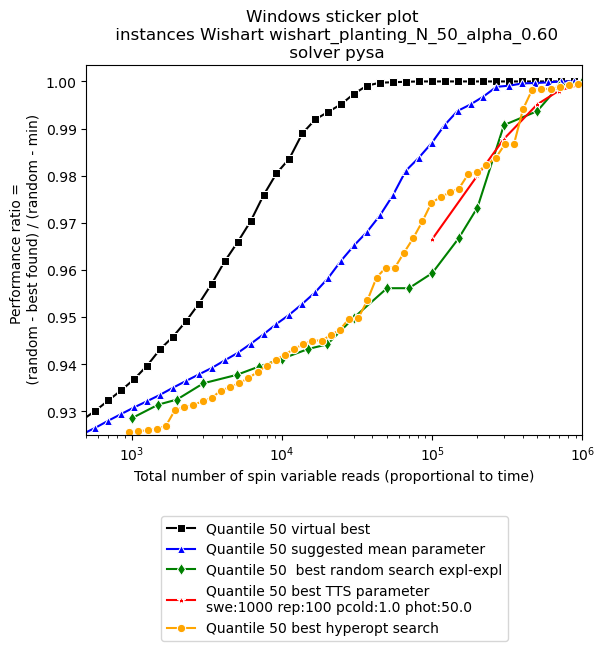 Windows sticker plot
instances Wishart wishart_planting_N_50_alpha_0.60
solver pysa
Performance ratio =
(random - best found) / (random - min)
1.00
0.99
0.98
0.97
0.96
0.95
0.94
0.93
10³
10⁴
10⁵
10⁶
Total number of spin variable reads (proportional to time)
Quantile 50 virtual best
Quantile 50 suggested mean parameter
Quantile 50  best random search expl-expl
Quantile 50 best TTS parameter
swe:1000 rep:100 pcold:1.0 phot:50.0
Quantile 50 best hyperopt search